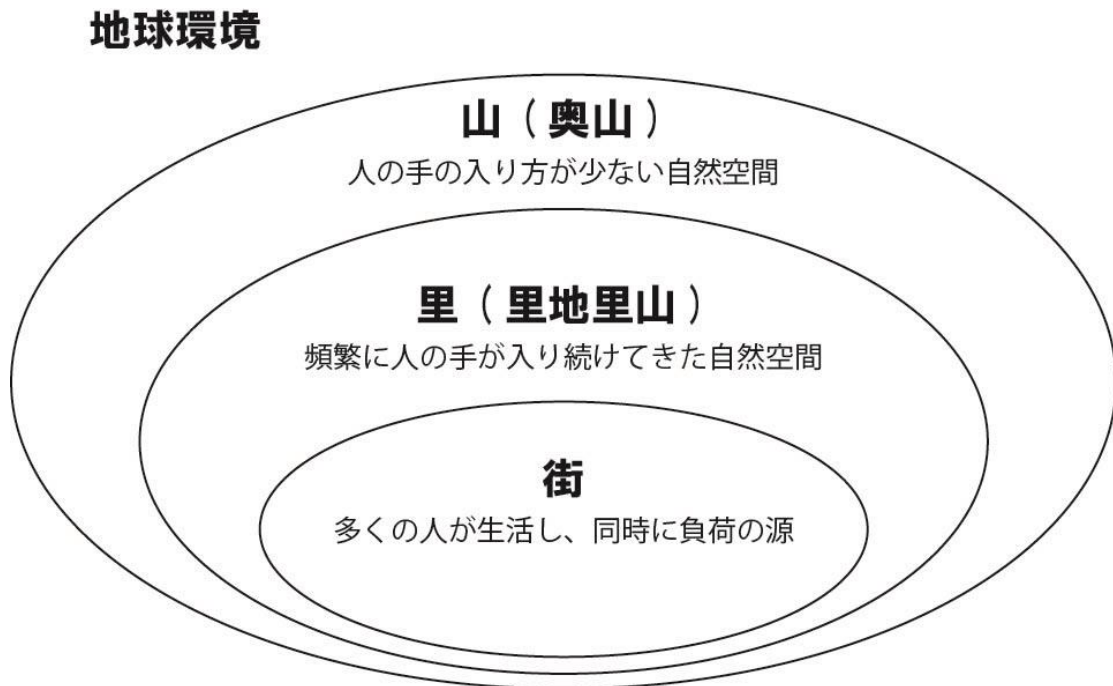 地球環境
山（奥山）
人の手の入り方が少ない自然空間
里（里地里山）
頻繁に人の手が入り続けてきた自然空間
街
多くの人が生活し、同時に負荷の源